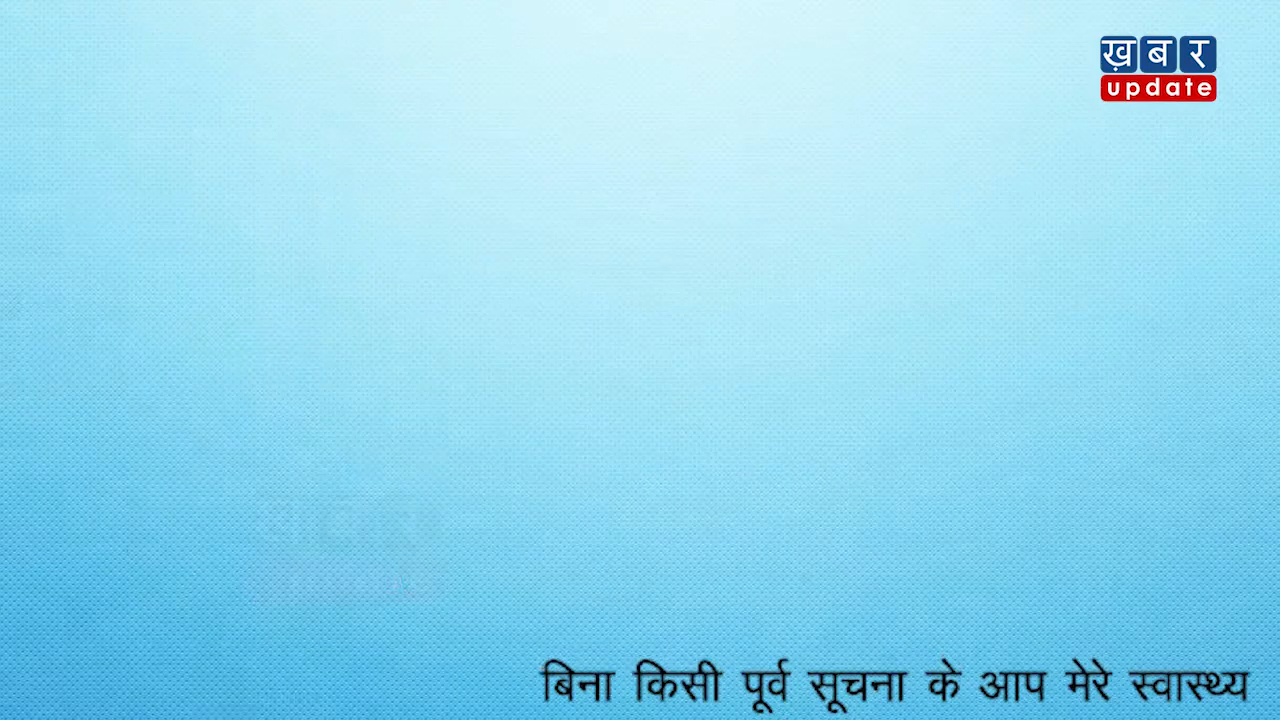 ख़बर
update
बिना किसी पूर्व सूचना के आप मेरे स्वास्थ्य